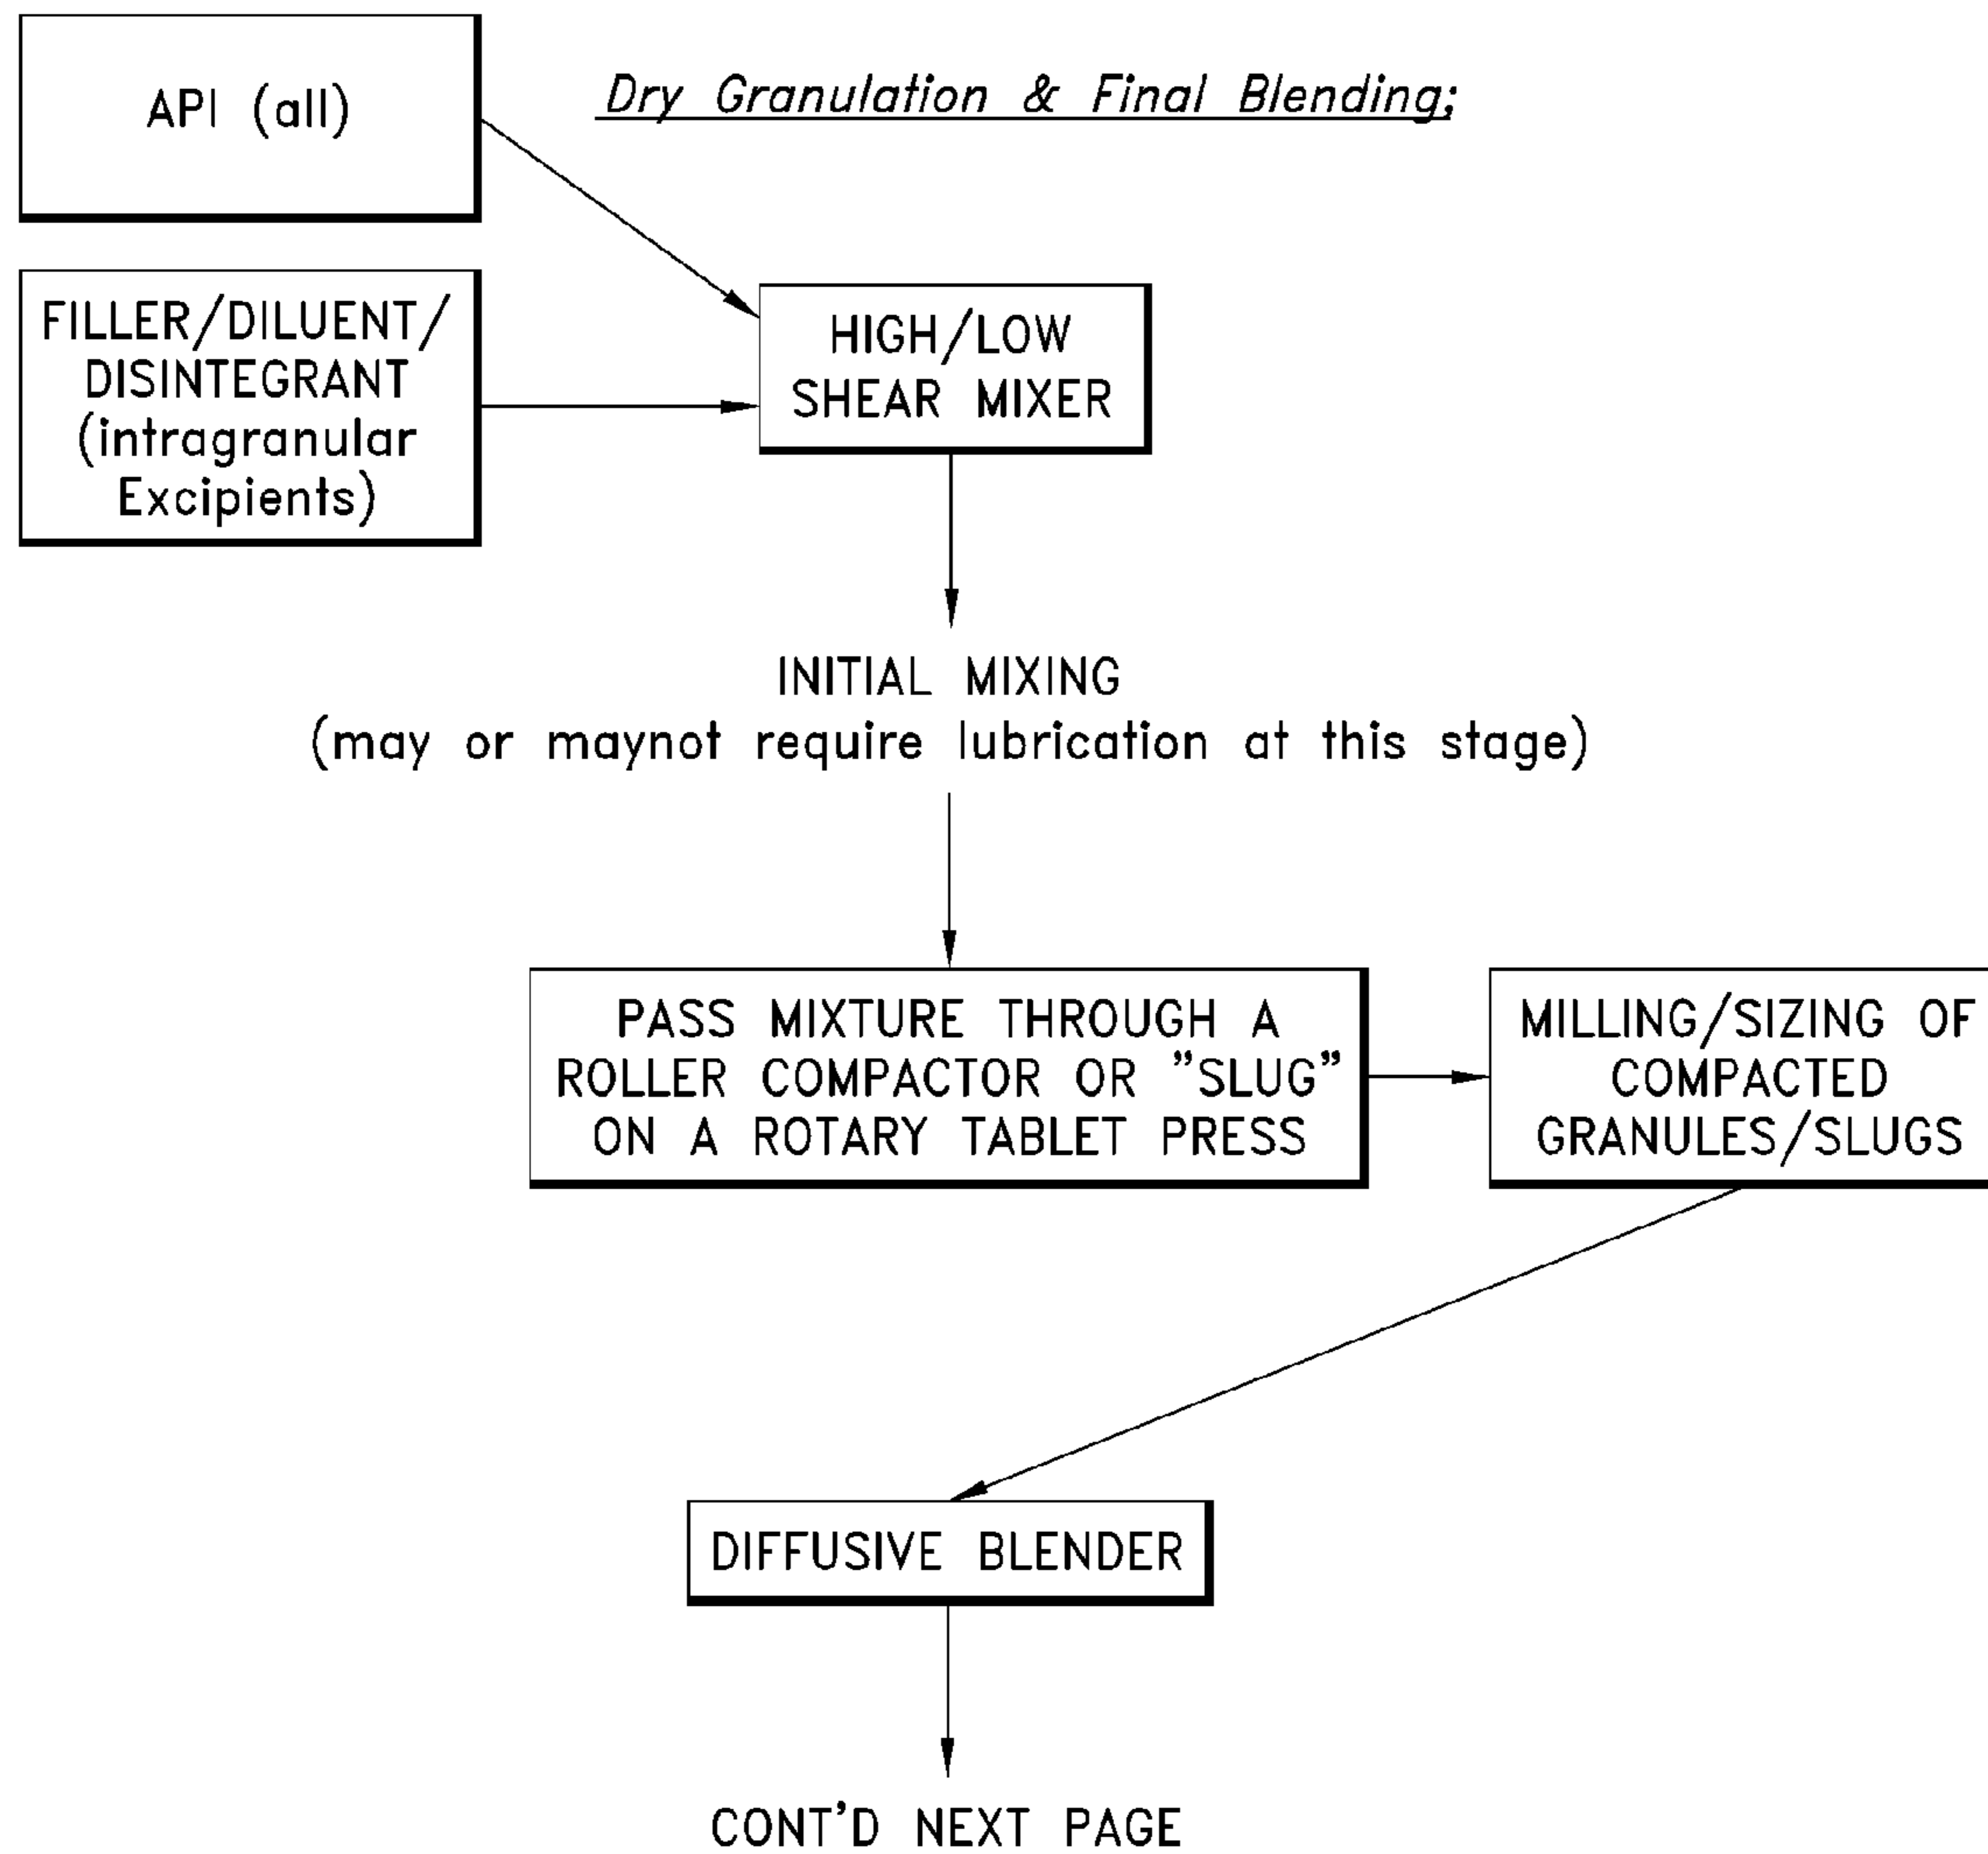 API (all)
Dry Granulation & Final Blending:
FILLER/DILUENT/
DISINTEGRANT
(intragranular
Excipients)
HIGH/LOW
SHEAR MIXER
INITIAL MIXING
(may or maynot require lubrication at this stage)
PASS MIXTURE THROUGH A
ROLLER COMPACTOR OR "SLUG"
ON A ROTARY TABLET PRESS
MILLING/SIZING OF
COMPACTED
GRANULES/SLUGS
DIFFUSIVE BLENDER
CONT'D NEXT PAGE